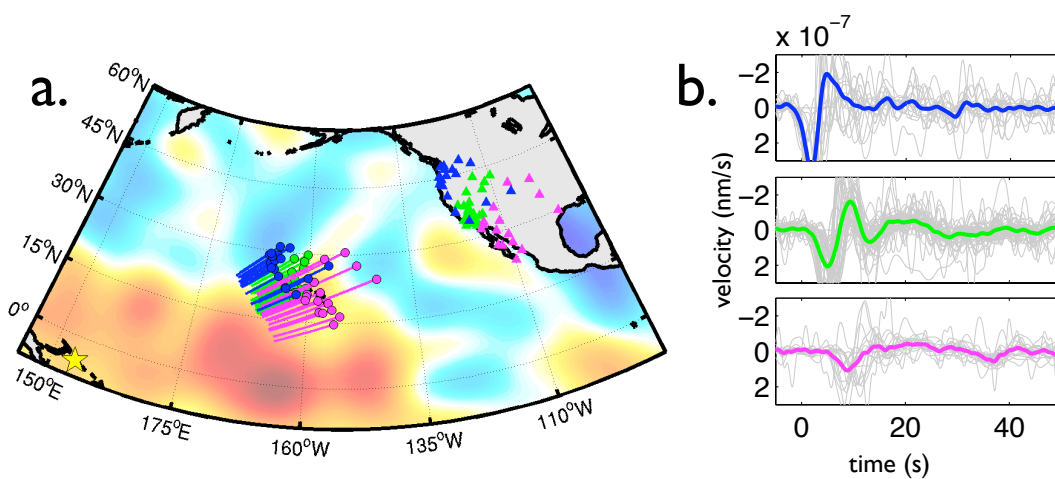 a.
60°N
45°N
30°N
15°N
0°
150°E
175°E
160°W
135°W
110°W
b.
x 10⁻⁷
−2
0
2
−2
0
2
−2
0
2
velocity (nm/s)
0 20 40
time (s)